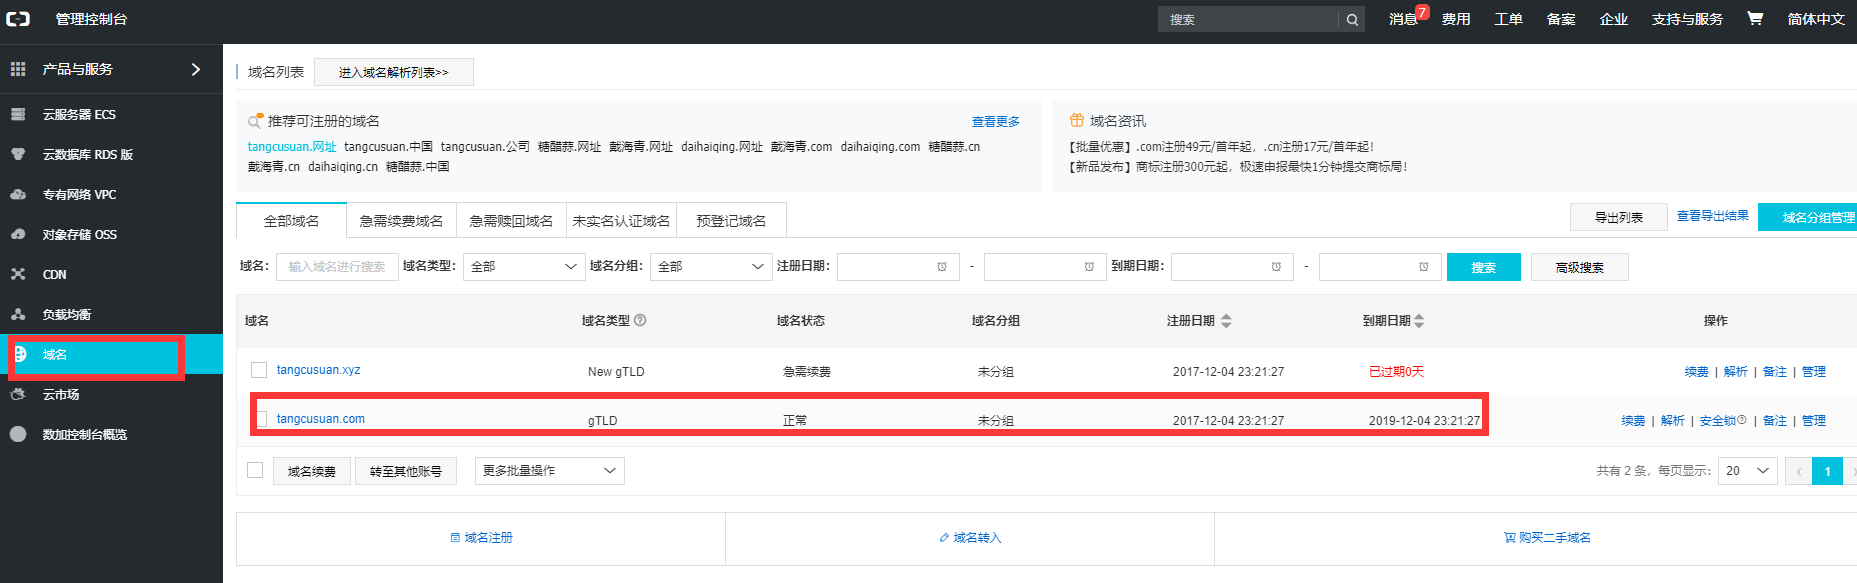 管理控制台
搜索
消息 7 费用 工单 备案 企业 支持与服务 简体中文
产品与服务
云服务器 ECS
云数据库 RDS 版
专有网络 VPC
对象存储 OSS
CDN
负载均衡
域名
云市场
数加控制台概览
域名列表 进入域名解析列表>>
推荐可注册的域名 查看更多
tangcusuan.网址 tangcusuan.中国 tangcusuan.公司 糖醋蒜.网址 戴海青.网址 daihaiqing.网址 戴海青.com daihaiqing.com 糖醋蒜.cn
戴海青.cn daihaiqing.cn 糖醋蒜.中国
域名资讯
【批量优惠】.com注册49元/首年起，.cn注册17元/首年起!
【新品发布】商标注册300元起，极速申报最快1分钟提交商标局!
全部域名 急需续费域名 急需赎回域名 未实名认证域名 预登记域名 导出列表 查看导出结果 域名分组管理
域名： 输入域名进行搜索 域名类型： 全部 域名分组： 全部 注册日期： - 到期日期： - 搜索 高级搜索
域名 域名类型 域名状态 域名分组 注册日期 到期日期 操作
tangcusuan.xyz New gTLD 急需续费 未分组 2017-12-04 23:21:27 已过期0天 续费 | 解析 | 备注 | 管理
tangcusuan.com gTLD 正常 未分组 2017-12-04 23:21:27 2019-12-04 23:21:27 续费 | 解析 | 安全锁 | 备注 | 管理
域名续费 转至其他账号 更多批量操作 共有 2 条，每页显示： 20 ‹ 1 ›
域名注册 域名转入 购买二手域名